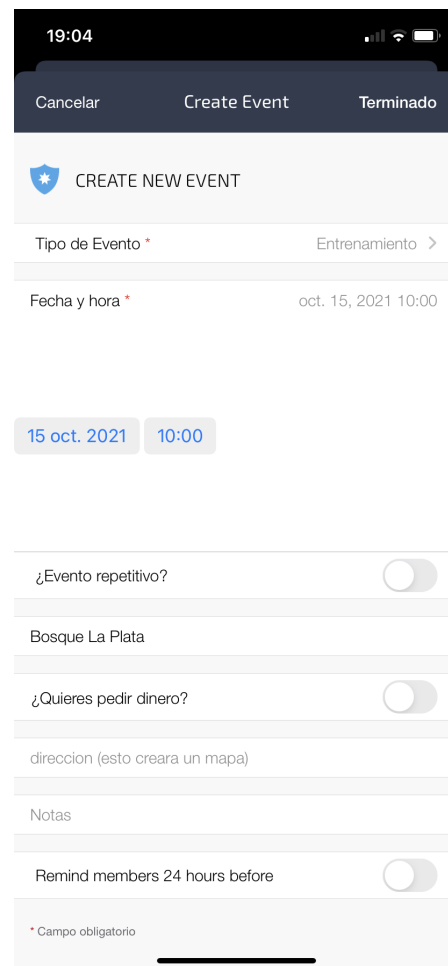 19:04
Cancelar Create Event Terminado
CREATE NEW EVENT
Tipo de Evento * Entrenamiento
Fecha y hora * oct. 15, 2021 10:00
15 oct. 2021 10:00
¿Evento repetitivo?
Bosque La Plata
¿Quieres pedir dinero?
direccion (esto creara un mapa)
Notas
Remind members 24 hours before
* Campo obligatorio